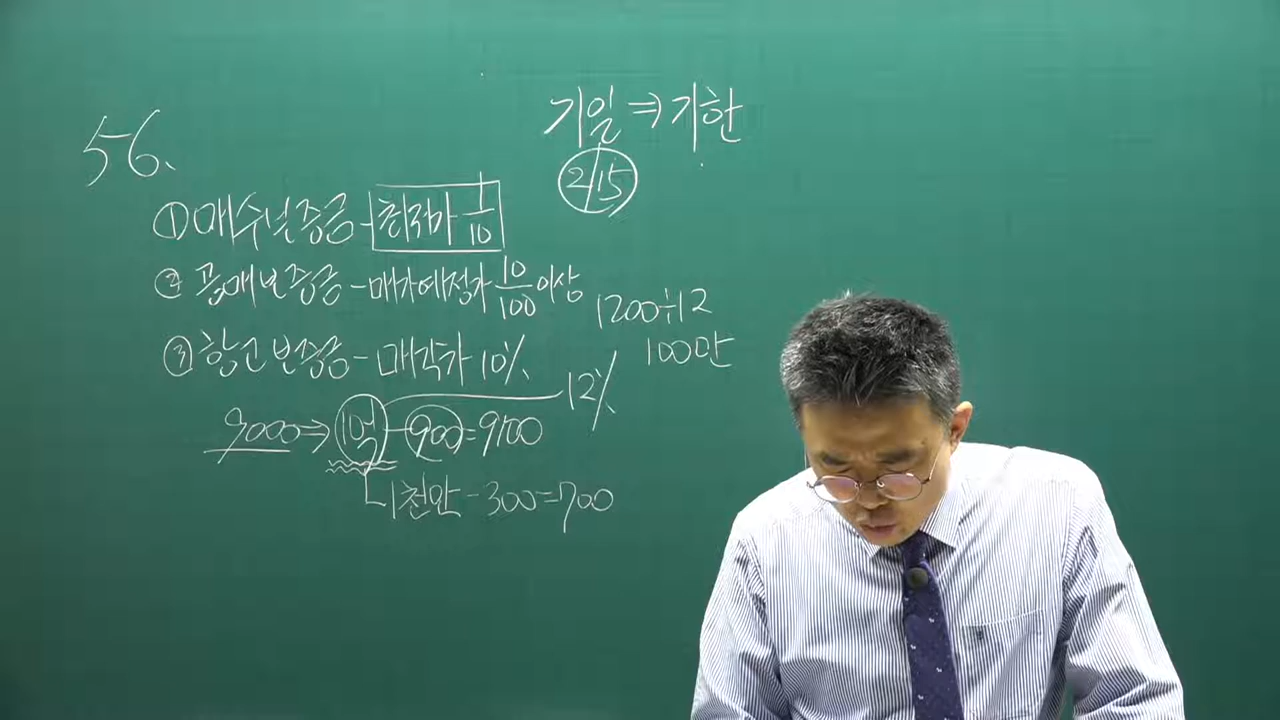 56.
기일⇒기한
2/15
①매수보증금-최저가 1/10
②공매보증금-매각예정가 10/100 이상
③항고보증금-매각가 10%
12%
1200÷12
100만
9000⇒10억-900=9100
1천만-300=700